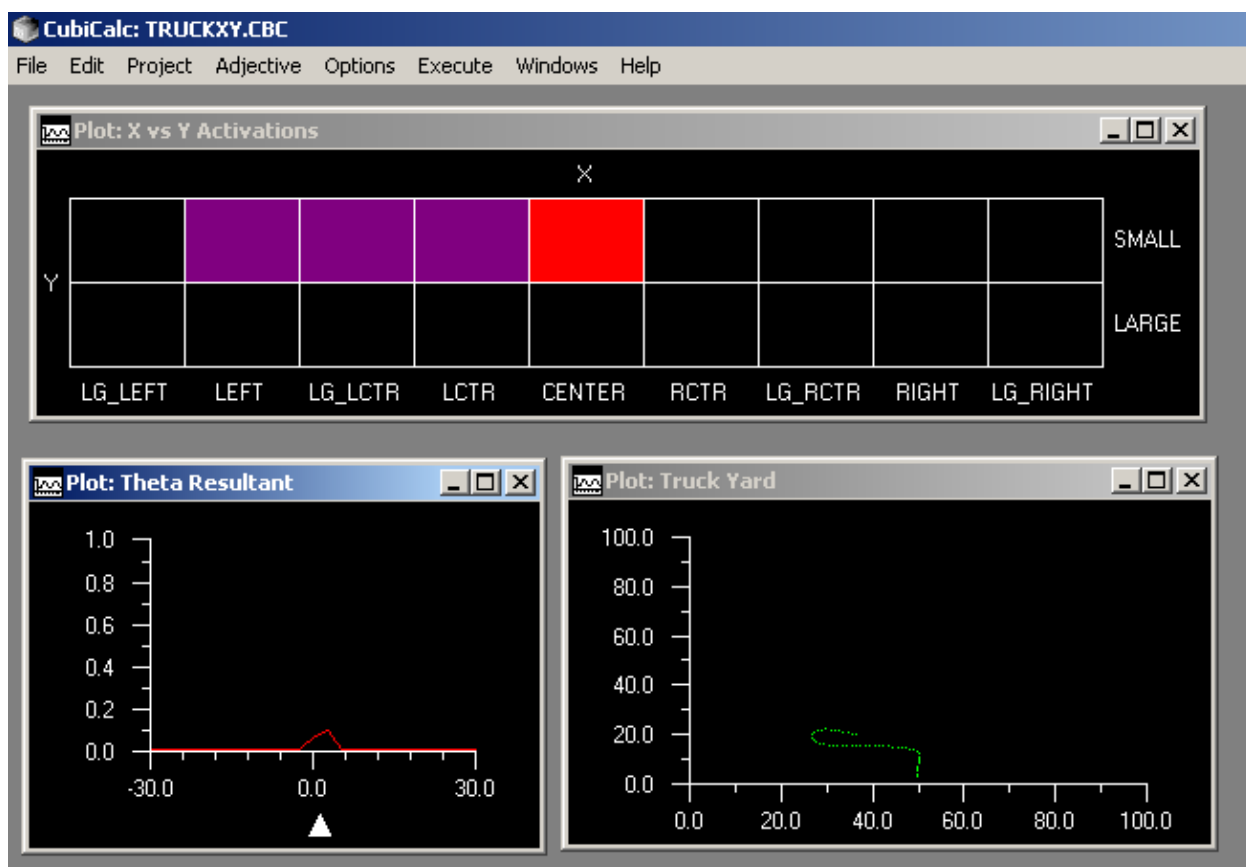 CubiCalc: TRUCKXY.CBC
File Edit Project Adjective Options Execute Windows Help
Plot: X vs Y Activations
X
SMALL
Y
LARGE
LG_LEFT LEFT LG_LCTR LCTR CENTER RCTR LG_RCTR RIGHT LG_RIGHT
Plot: Theta Resultant
1.0
0.8
0.6
0.4
0.2
0.0
-30.0 0.0 30.0
Plot: Truck Yard
100.0
80.0
60.0
40.0
20.0
0.0
0.0 20.0 40.0 60.0 80.0 100.0